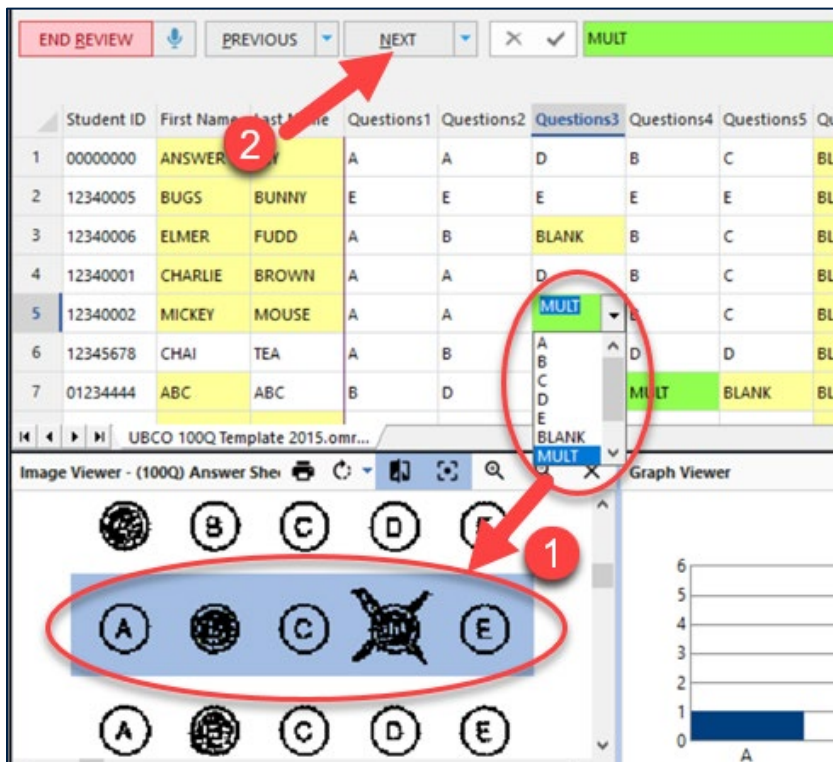 END REVIEW PREVIOUS NEXT MULT
2
Student ID First Name Questions1 Questions2 Questions3 Questions4 Questions5
1 00000000 ANSWER A A D B C
2 12340005 BUGS BUNNY E E E E E
3 12340006 ELMER FUDD A B BLANK B C
4 12340001 CHARLIE BROWN A A D B C
5 12340002 MICKEY MOUSE A A MULT C
6 12345678 CHAI TEA A B D D
7 01234444 ABC ABC B D MULT BLANK
A
B
C
D
E
BLANK
MULT
UBCO 100Q Template 2015.omr...
Image Viewer - (100Q) Answer Graph Viewer
1
B C D
A C E
A C D E
6
5
4
3
2
1
0
A